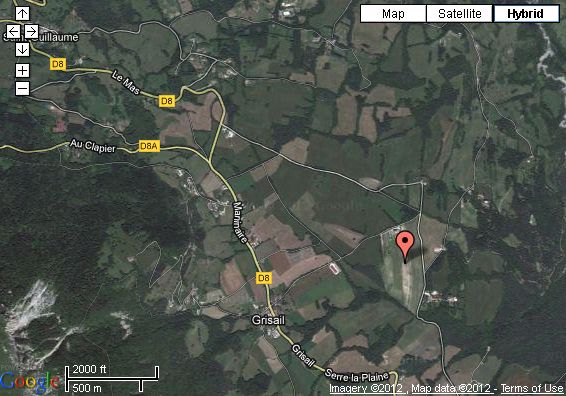 Map
Satellite
Hybrid
Guillaume
D8
Le Mas
D8
Au Clapier
D8A
Marinaire
D8
Grisail
Grisail
Serre la Plaine
Google
2000 ft
500 m
Imagery ©2012 , Map data ©2012 - Terms of Use